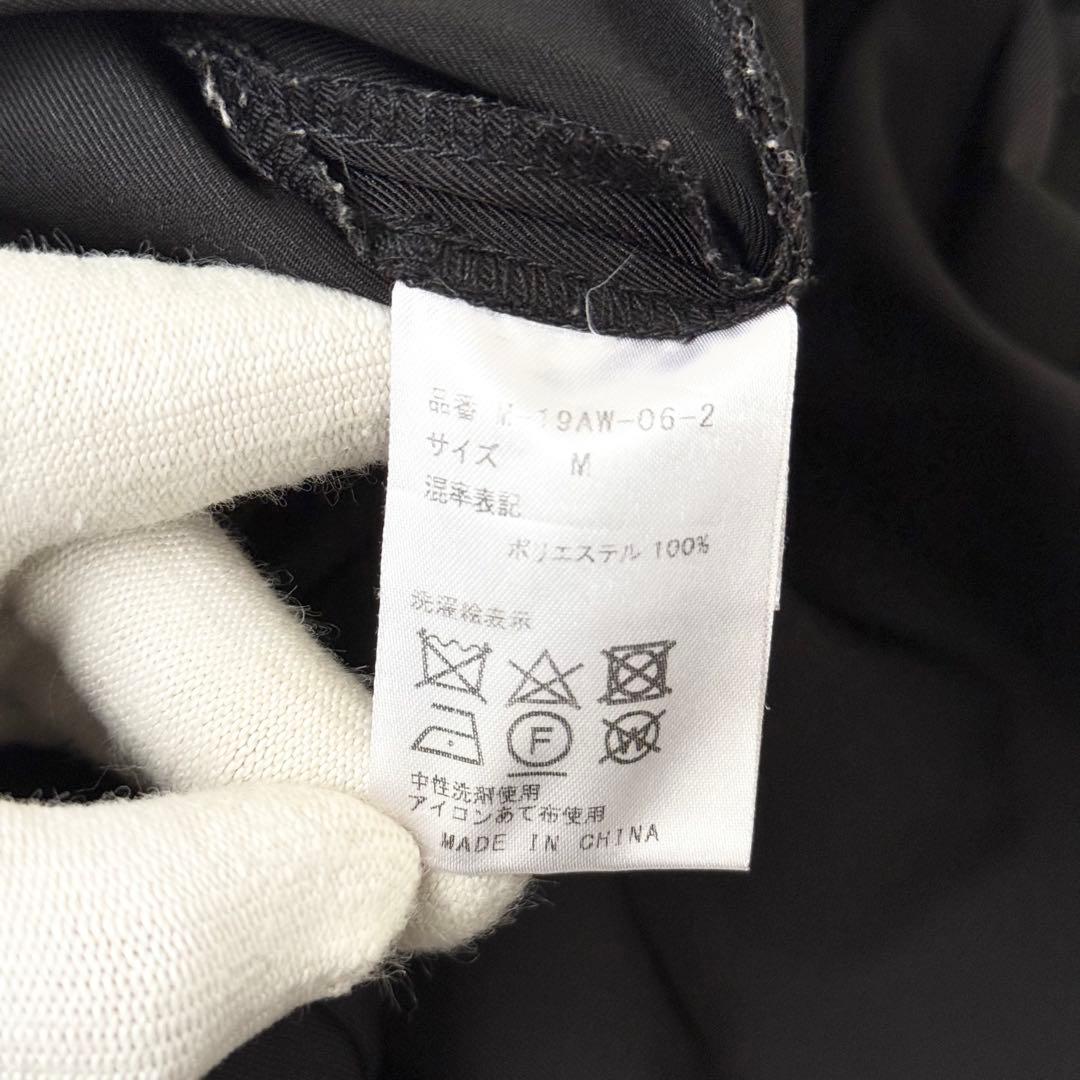 品番 M-19AW-06-2
サイズ M
混率表記
ポリエステル 100%
洗濯絵表示
F
W
中性洗剤使用
アイロンあて布使用
MADE IN CHINA